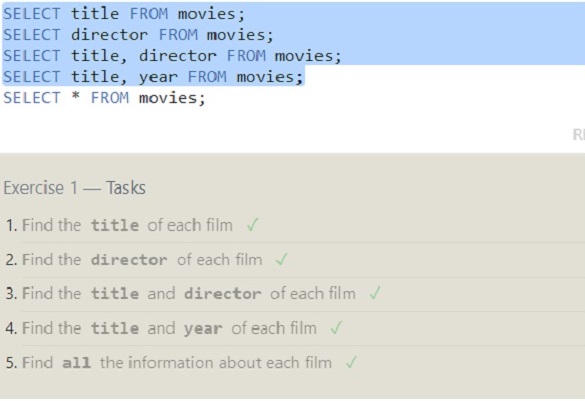 SELECT title FROM movies;
SELECT director FROM movies;
SELECT title, director FROM movies;
SELECT title, year FROM movies;
SELECT * FROM movies;
Exercise 1 — Tasks
1. Find the title of each film ✓
2. Find the director of each film ✓
3. Find the title and director of each film ✓
4. Find the title and year of each film ✓
5. Find all the information about each film ✓